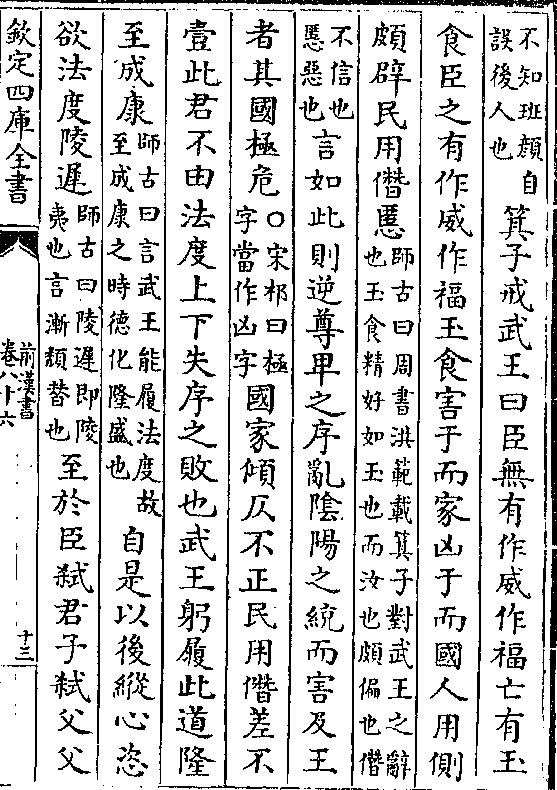 不知班顔自
誤後人也
箕子戒武王曰臣無有作威作福亡有玉
食臣之有作威作福玉食害于而家凶于而國人用側
頗辟民用僭慝
師古曰周書洪範載箕子對武王之辭
也玉食精好如玉也而汝也頗偏也僭
不信也
慝惡也
言如此則逆尊卑之序亂陰陽之統而害及王
者其國極危
○宋祁曰極
字當作凶字
國家傾仄不正民用僭差不
壹此君不由法度上下失序之敗也武王躬履此道隆
至成康
師古曰言武王能履法度故
至成康之時德化隆盛也
自是以後縱心恣
欲法度陵遲
師古曰陵遲即陵
夷也言漸頽替也
至於臣弑君子弑父父
欽定四庫全書
前漢書
卷八十六
十三